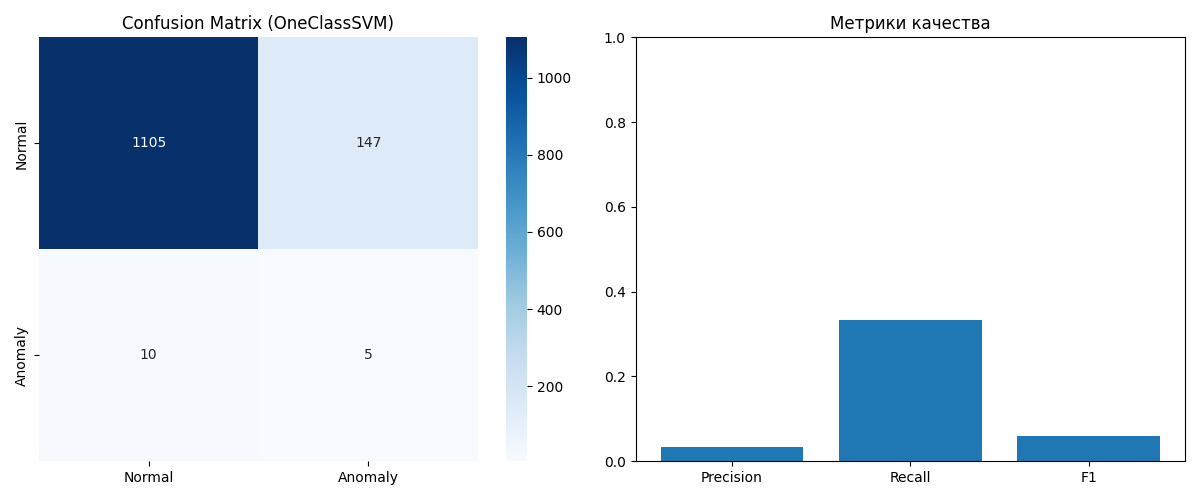 Confusion Matrix (OneClassSVM)
Normal
Anomaly
1105
147
10
5
Normal
Anomaly
1000
800
600
400
200
Метрики качества
1.0
0.8
0.6
0.4
0.2
0.0
Precision
Recall
F1